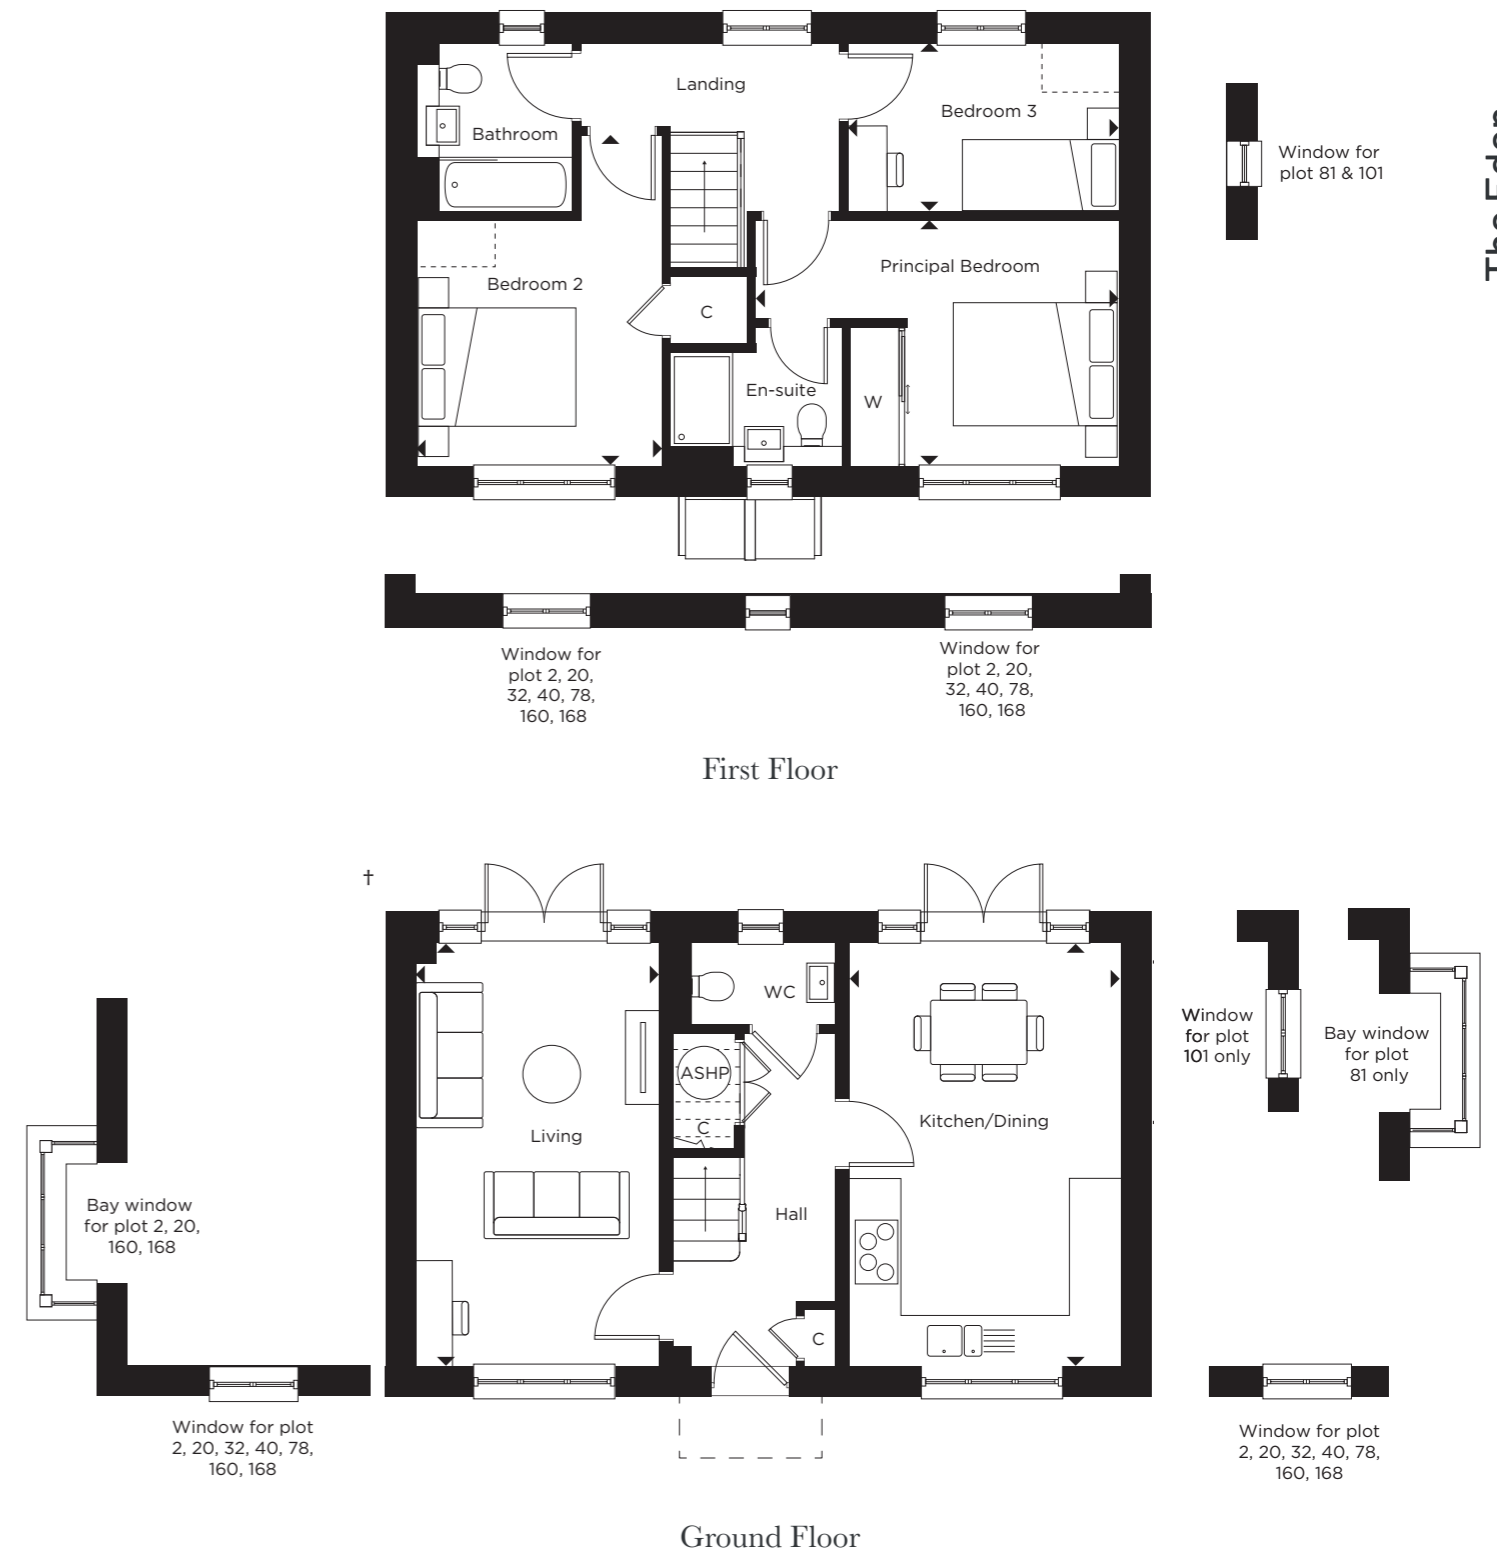 Landing
Bedroom 3
Bathroom
Window for
plot 81 & 101
The Eden
Principal Bedroom
Bedroom 2
C
En-suite
W
Window for
plot 2, 20,
32, 40, 78,
160, 168
Window for
plot 2, 20,
32, 40, 78,
160, 168
First Floor
†
WC
Window
for plot
101 only
Bay window
for plot
81 only
ASHP
C
Kitchen/Dining
Living
Bay window
for plot 2, 20,
160, 168
Hall
C
Window for plot
2, 20, 32, 40, 78,
160, 168
Window for plot
2, 20, 32, 40, 78,
160, 168
Ground Floor